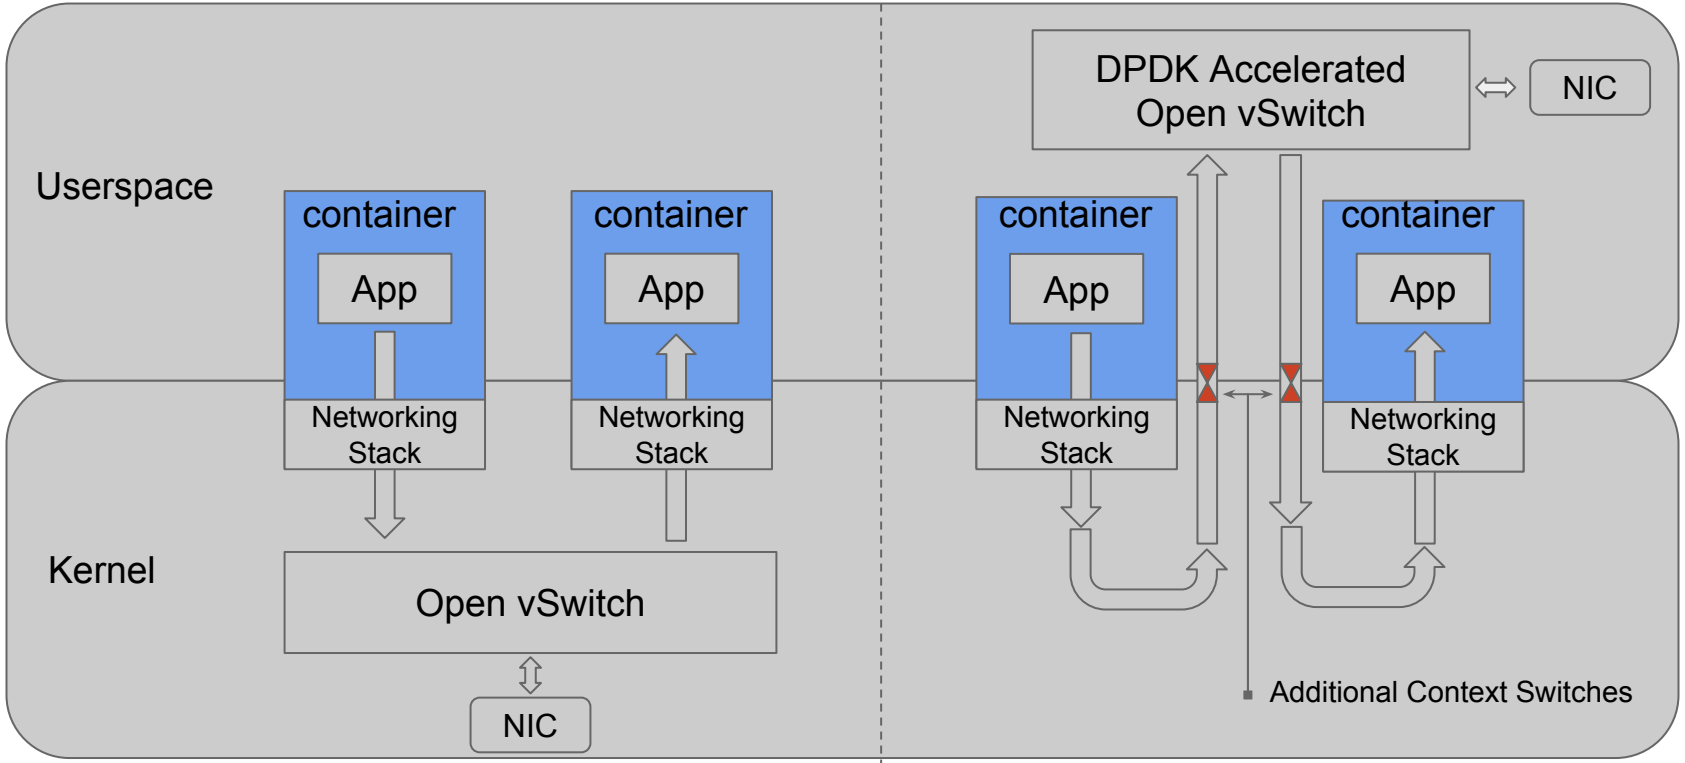 DPDK Accelerated
Open vSwitch
NIC
Userspace
container
container
container
container
App
App
App
App
Networking
Stack
Networking
Stack
Networking
Stack
Networking
Stack
Kernel
Open vSwitch
Additional Context Switches
NIC